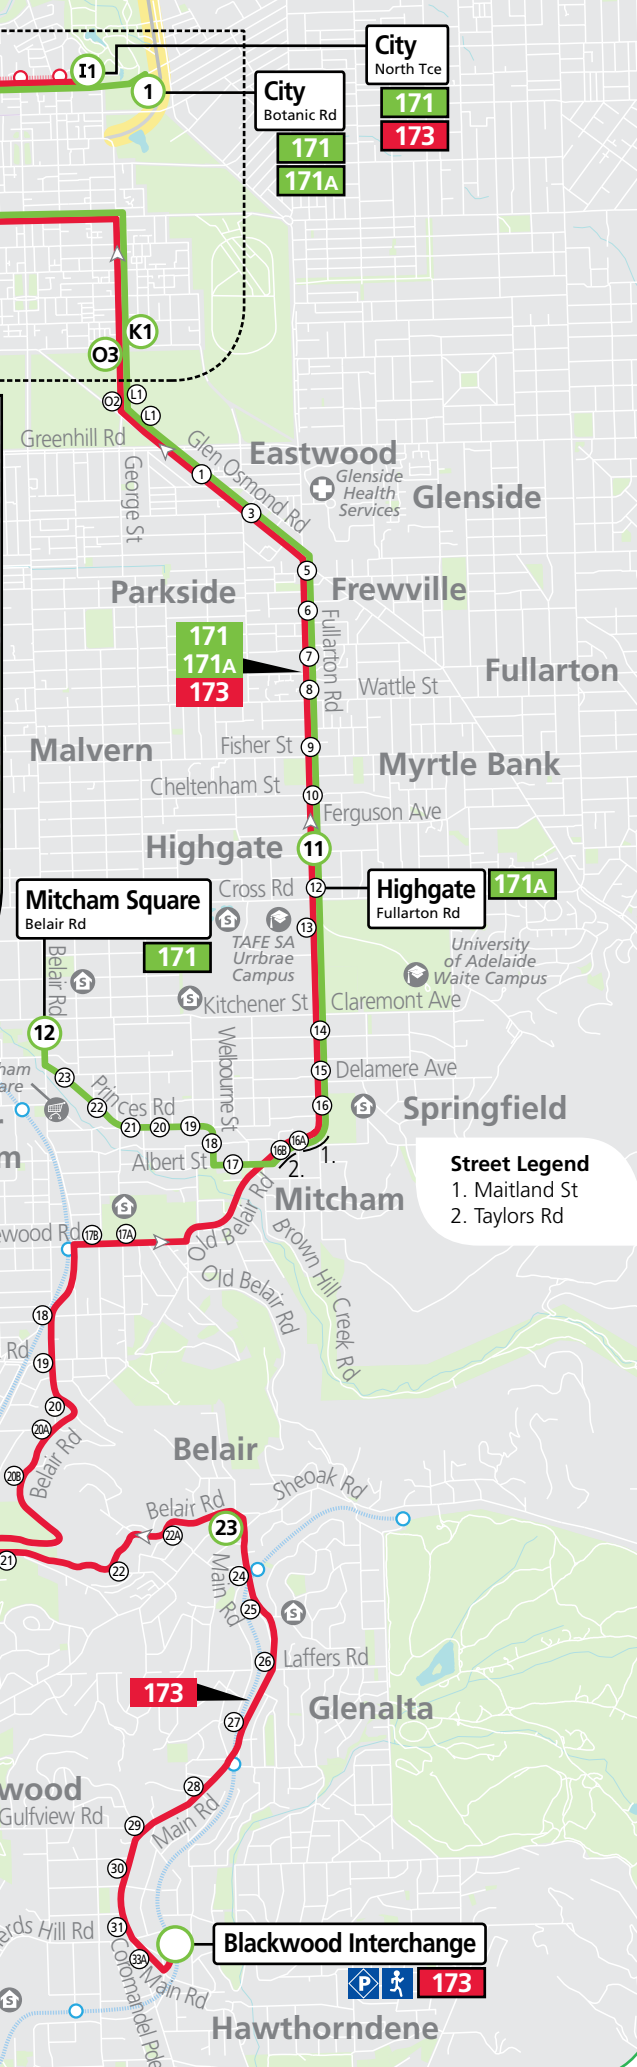 City
North Tce
171
173
I1
1
City
Botanic Rd
171
171A
K1
O3
O2
L1
L1
Greenhill Rd
George St
Glen Osmond Rd
Eastwood
Glenside
Health
Services
Glenside
1
3
5
Parkside
Frewville
6
171
171A
173
Fullarton Rd
7
8
Wattle St
Fullarton
Malvern
Fisher St
9
Myrtle Bank
Cheltenham St
10
Ferguson Ave
Highgate
11
Mitcham Square
Belair Rd
171
Cross Rd
12
Highgate
Fullarton Rd
171A
TAFE SA
Urrbrae
Campus
13
University
of Adelaide
Waite Campus
Belair Rd
Kitchener St
Claremont Ave
12
Welbourne St
14
ham
are
23
Princes Rd
15
Delamere Ave
22
16
Springfield
21
20
19
18
16A
16B
1.
2.
m
Albert St
17
Street Legend
1. Maitland St
2. Taylors Rd
Mitcham
ewood Rd
17B
17A
Old Belair Rd
Old Belair Rd
Brown Hill Creek Rd
18
Rd
19
20
20A
Belair Rd
20B
Belair
Sheoak Rd
Belair Rd
23
22A
21
22
Main Rd
24
25
26
Laffers Rd
173
Glenalta
27
28
wood
Gulfview Rd
29
Main Rd
30
erds Hill Rd
31
33A
Blackwood Interchange
P
173
Main Rd
Coromandel Pde
Hawthorndene
S
S
S
S
S
S
S